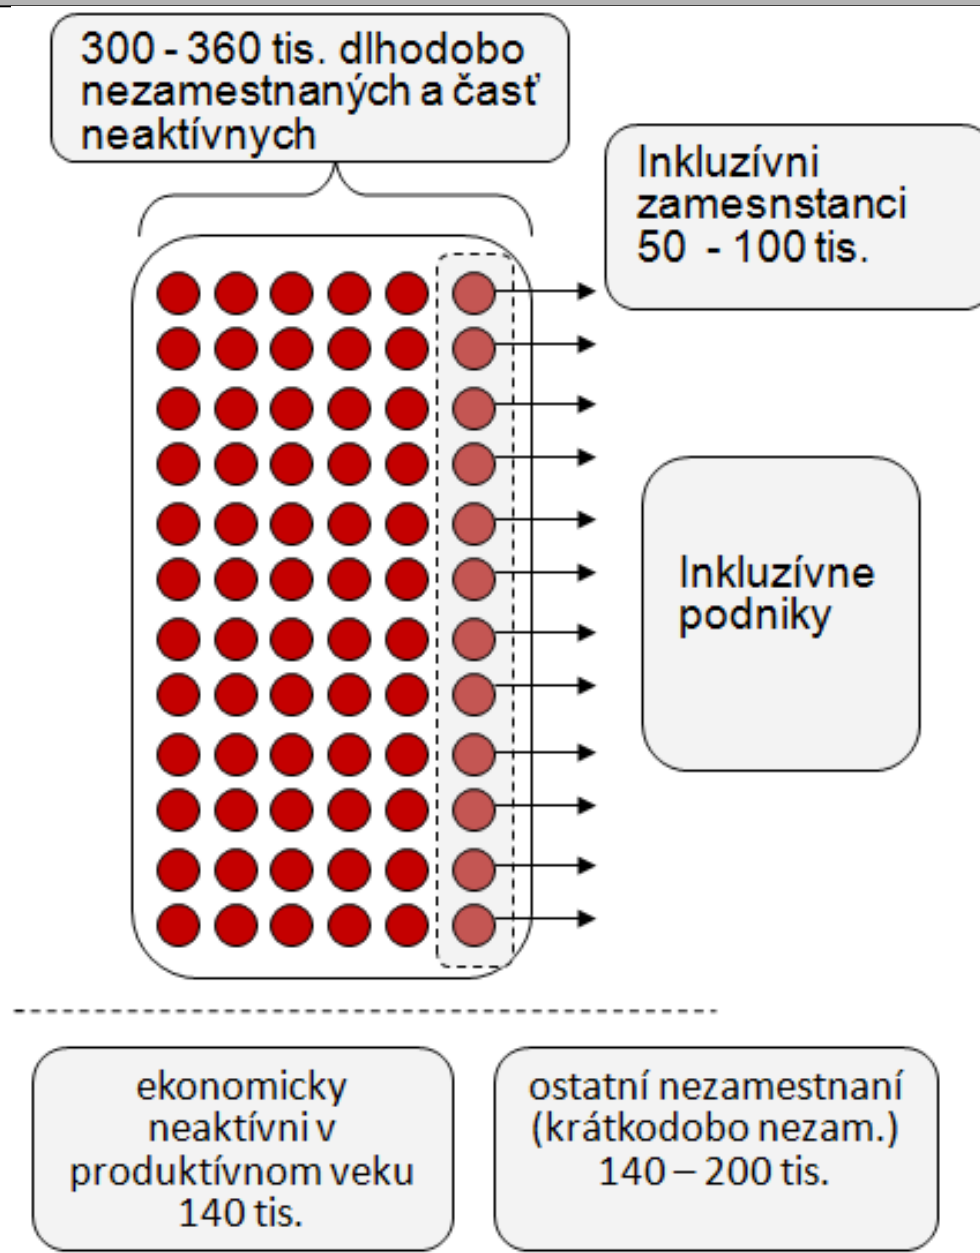 300 - 360 tis. dlhodobo
nezamestnaných a časť
neaktívnych
Inkluzívni
zamesnstanci
50 - 100 tis.
Inkluzívne
podniky
ekonomicky
neaktívni v
produktívnom veku
140 tis.
ostatní nezamestnaní
(krátkodobo nezam.)
140 – 200 tis.